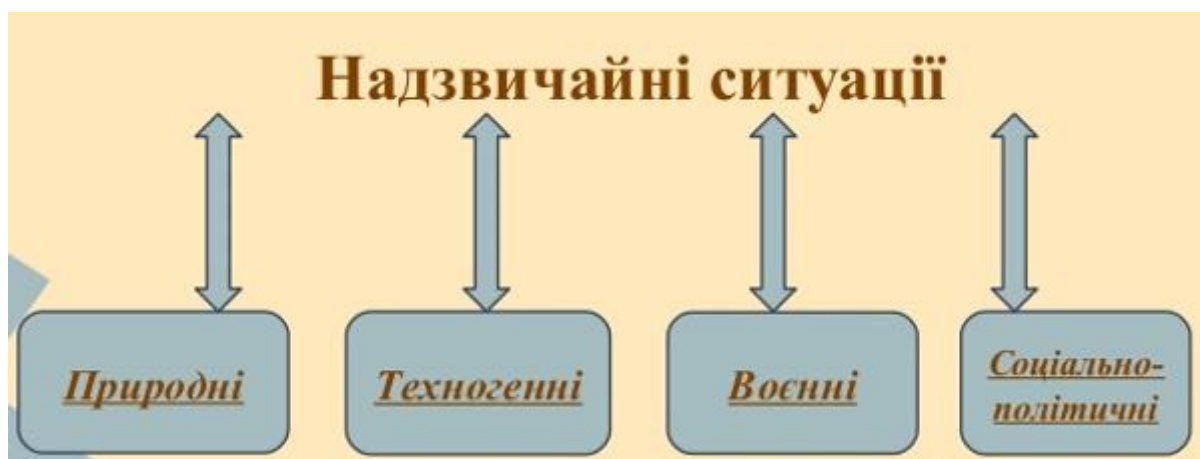 Надзвичайні ситуації
Природні
Техногенні
Воєнні
Соціально-
політичні